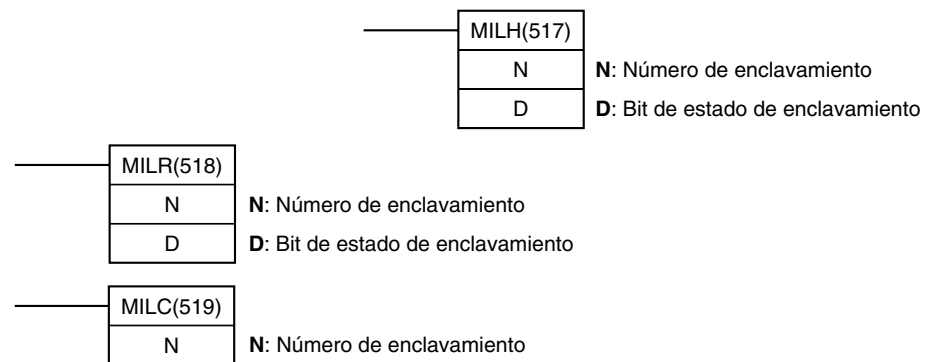 MILH(517)
N N: Número de enclavamiento
D D: Bit de estado de enclavamiento
MILR(518)
N N: Número de enclavamiento
D D: Bit de estado de enclavamiento
MILC(519)
N N: Número de enclavamiento